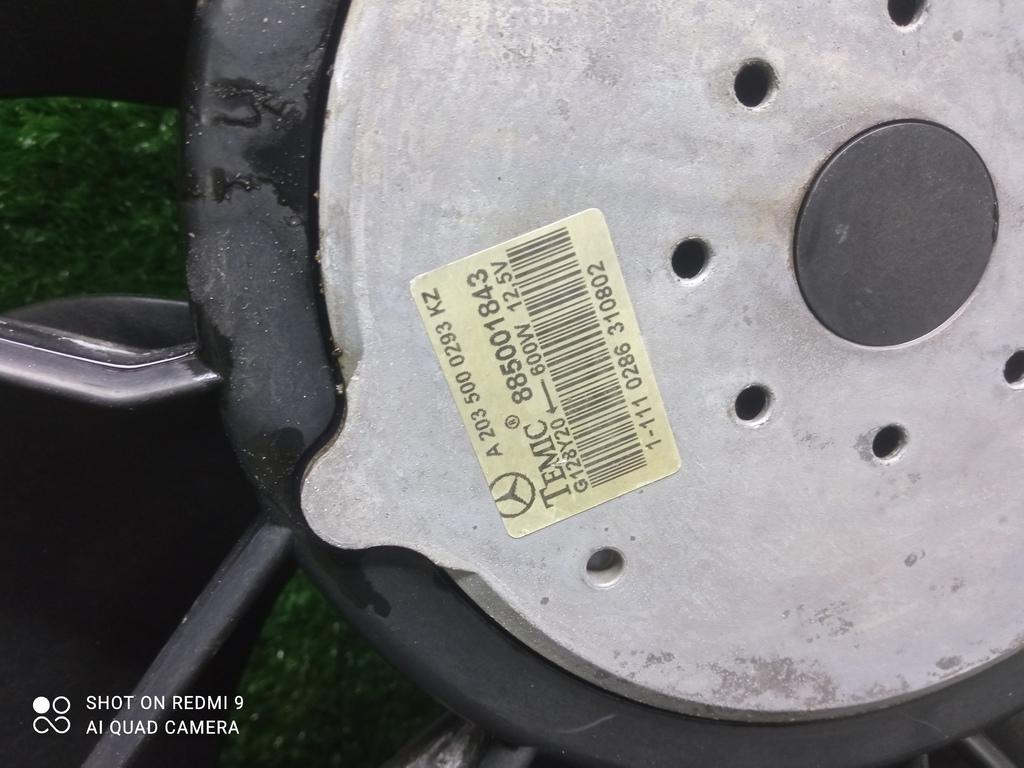 A 203 500 0293 KZ
TEMIC ® 885001843
G128Y20 ← 600W 12.5V
1-111 0286 310802
SHOT ON REDMI 9
AI QUAD CAMERA